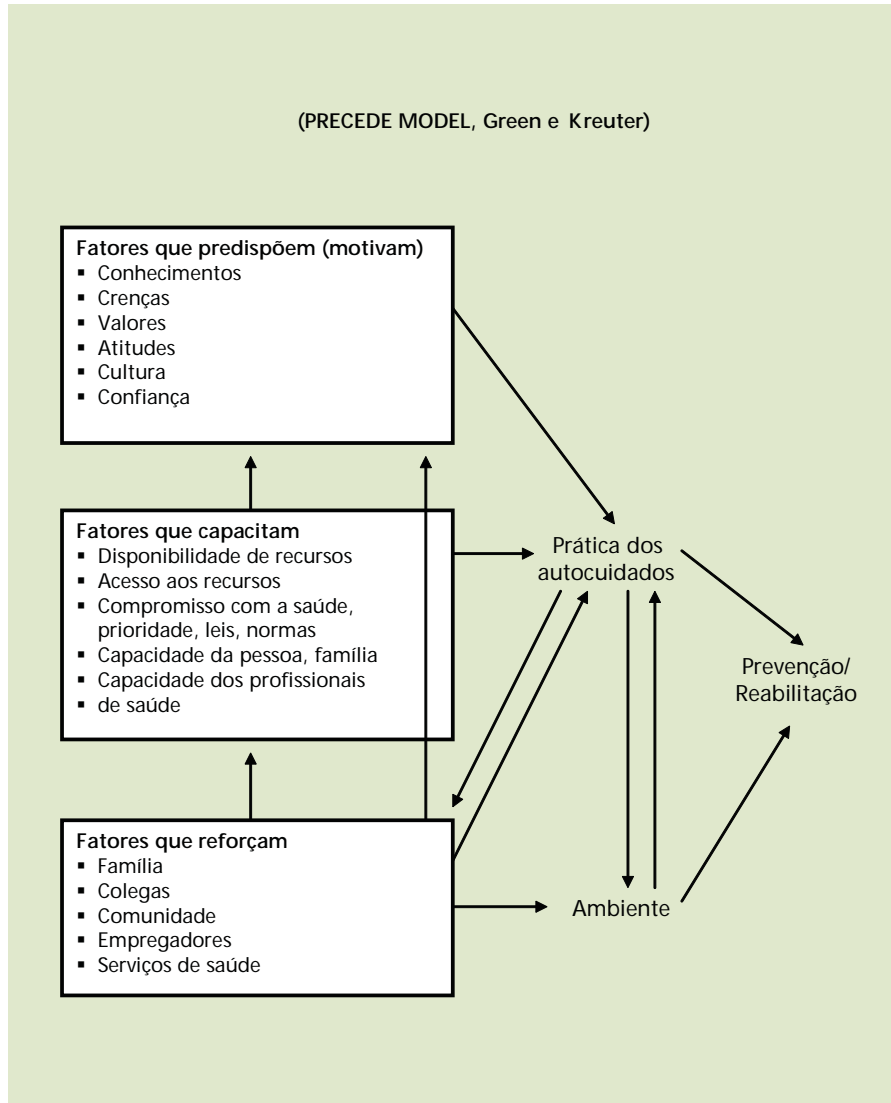 (PRECEDE MODEL, Green e Kreuter)
Fatores que predispõem (motivam)
▪ Conhecimentos
▪ Crenças
▪ Valores
▪ Atitudes
▪ Cultura
▪ Confiança
Fatores que capacitam
▪ Disponibilidade de recursos
▪ Acesso aos recursos
▪ Compromisso com a saúde,
prioridade, leis, normas
▪ Capacidade da pessoa, família
▪ Capacidade dos profissionais
▪ de saúde
Fatores que reforçam
▪ Família
▪ Colegas
▪ Comunidade
▪ Empregadores
▪ Serviços de saúde
Prática dos
autocuidados
Ambiente
Prevenção/
Reabilitação